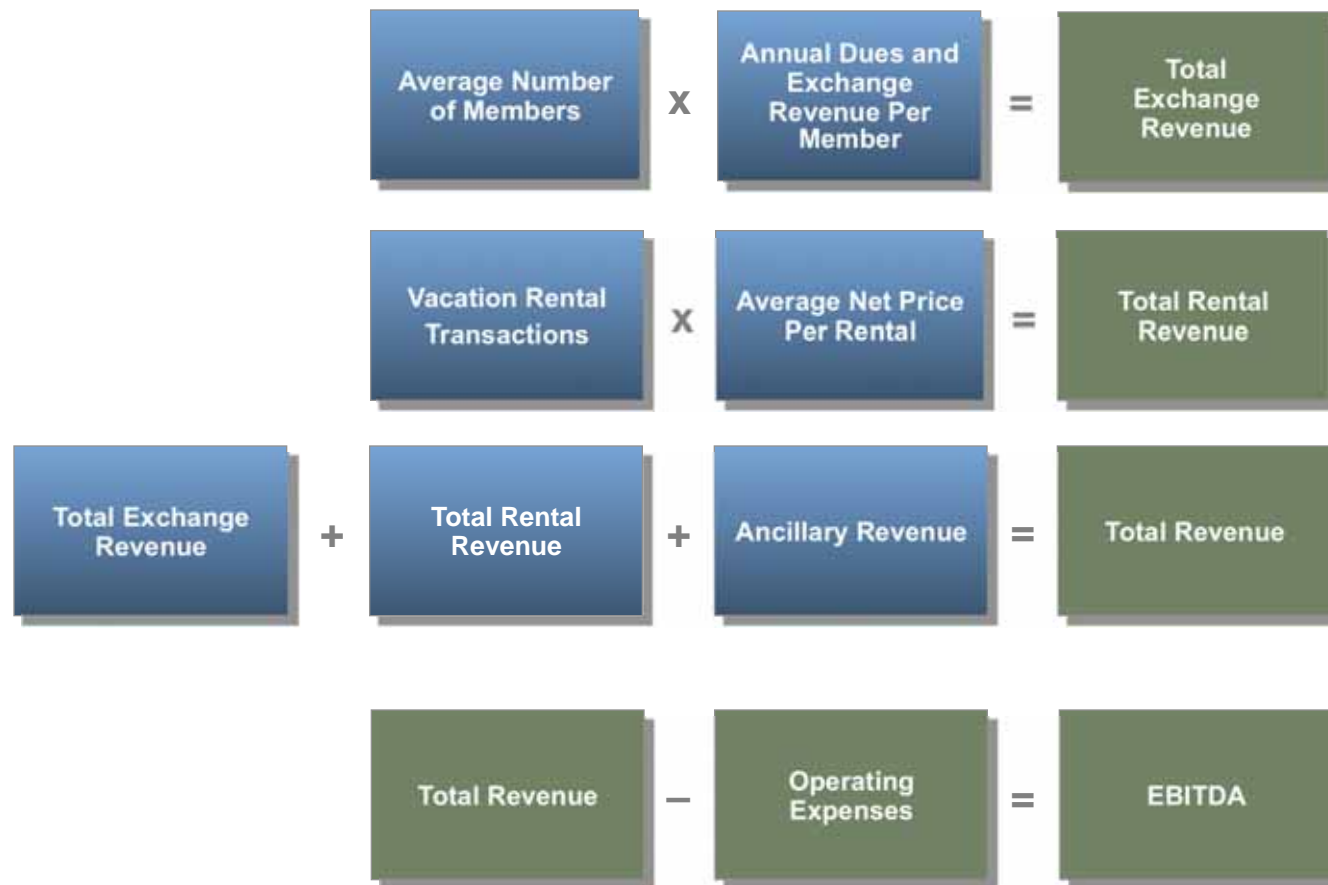 Average Number
of Members
x
Annual Dues and
Exchange
Revenue Per
Member
=
Total
Exchange
Revenue
Vacation Rental
Transactions
x
Average Net Price
Per Rental
=
Total Rental
Revenue
Total Exchange
Revenue
+
Total Rental
Revenue
+
Ancillary Revenue
=
Total Revenue
Total Revenue
–
Operating
Expenses
=
EBITDA